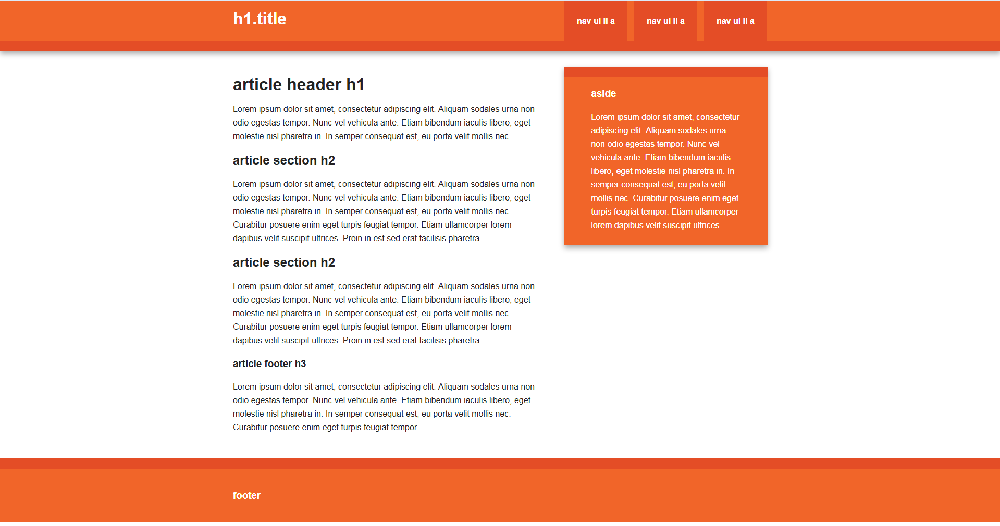 h1.title
nav ul li a
nav ul li a
nav ul li a
article header h1
Lorem ipsum dolor sit amet, consectetur adipiscing elit. Aliquam sodales urna non
odio egestas tempor. Nunc vel vehicula ante. Etiam bibendum iaculis libero, eget
molestie nisl pharetra in. In semper consequat est, eu porta velit mollis nec.
article section h2
Lorem ipsum dolor sit amet, consectetur adipiscing elit. Aliquam sodales urna non
odio egestas tempor. Nunc vel vehicula ante. Etiam bibendum iaculis libero, eget
molestie nisl pharetra in. In semper consequat est, eu porta velit mollis nec.
Curabitur posuere enim eget turpis feugiat tempor. Etiam ullamcorper lorem
dapibus velit suscipit ultrices. Proin in est sed erat facilisis pharetra.
article section h2
Lorem ipsum dolor sit amet, consectetur adipiscing elit. Aliquam sodales urna non
odio egestas tempor. Nunc vel vehicula ante. Etiam bibendum iaculis libero, eget
molestie nisl pharetra in. In semper consequat est, eu porta velit mollis nec.
Curabitur posuere enim eget turpis feugiat tempor. Etiam ullamcorper lorem
dapibus velit suscipit ultrices. Proin in est sed erat facilisis pharetra.
article footer h3
Lorem ipsum dolor sit amet, consectetur adipiscing elit. Aliquam sodales urna non
odio egestas tempor. Nunc vel vehicula ante. Etiam bibendum iaculis libero, eget
molestie nisl pharetra in. In semper consequat est, eu porta velit mollis nec.
Curabitur posuere enim eget turpis feugiat tempor.
aside
Lorem ipsum dolor sit amet, consectetur
adipiscing elit. Aliquam sodales urna
non odio egestas tempor. Nunc vel
vehicula ante. Etiam bibendum iaculis
libero, eget molestie nisl pharetra in. In
semper consequat est, eu porta velit
mollis nec. Curabitur posuere enim eget
turpis feugiat tempor. Etiam ullamcorper
lorem dapibus velit suscipit ultrices.
footer